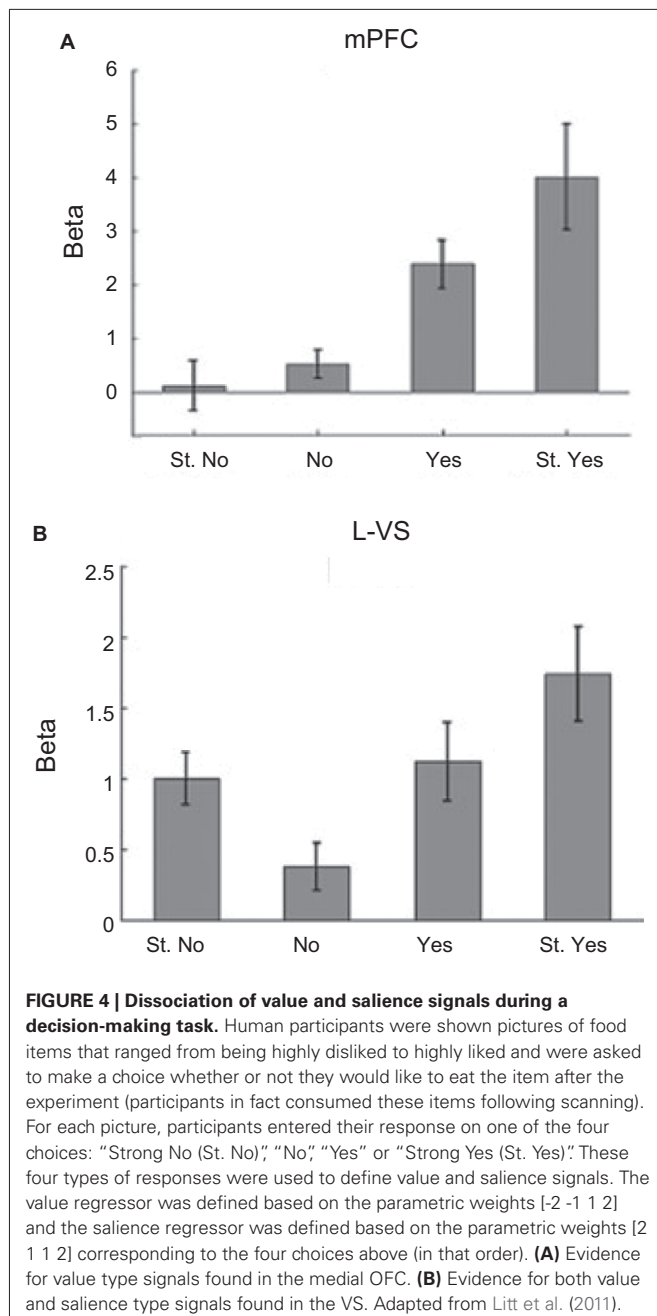 A
mPFC
6
5
4
3
2
1
0
Beta
St. No No Yes St. Yes
B
L-VS
2.5
2
1.5
1
0.5
0
Beta
St. No No Yes St. Yes
FIGURE 4 | Dissociation of value and salience signals during a
decision-making task. Human participants were shown pictures of food
items that ranged from being highly disliked to highly liked and were asked
to make a choice whether or not they would like to eat the item after the
experiment (participants in fact consumed these items following scanning).
For each picture, participants entered their response on one of the four
choices: “Strong No (St. No)”, “No”, “Yes” or “Strong Yes (St. Yes)”. These
four types of responses were used to define value and salience signals. The
value regressor was defined based on the parametric weights [-2 -1 1 2]
and the salience regressor was defined based on the parametric weights [2
1 1 2] corresponding to the four choices above (in that order). (A) Evidence
for value type signals found in the medial OFC. (B) Evidence for both value
and salience type signals found in the VS. Adapted from Litt et al. (2011).